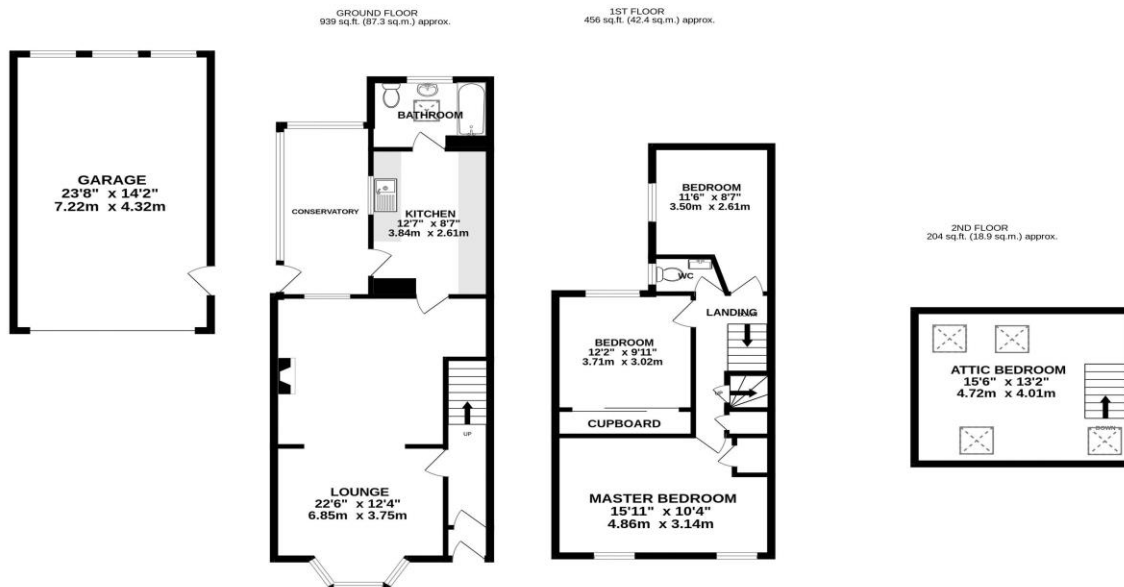 GROUND FLOOR
939 sq.ft. (87.3 sq.m.) approx.
1ST FLOOR
456 sq.ft. (42.4 sq.m.) approx.
2ND FLOOR
204 sq.ft. (18.9 sq.m.) approx.
GARAGE
23'8" x 14'2"
7.22m x 4.32m
BATHROOM
CONSERVATORY
KITCHEN
12'7" x 8'7"
3.84m x 2.61m
UP
LOUNGE
22'6" x 12'4"
6.85m x 3.75m
BEDROOM
11'6" x 8'7"
3.50m x 2.61m
WC
LANDING
DOWN
BEDROOM
12'2" x 9'11"
3.71m x 3.02m
UP
CUPBOARD
MASTER BEDROOM
15'11" x 10'4"
4.86m x 3.14m
ATTIC BEDROOM
15'6" x 13'2"
4.72m x 4.01m
DOWN